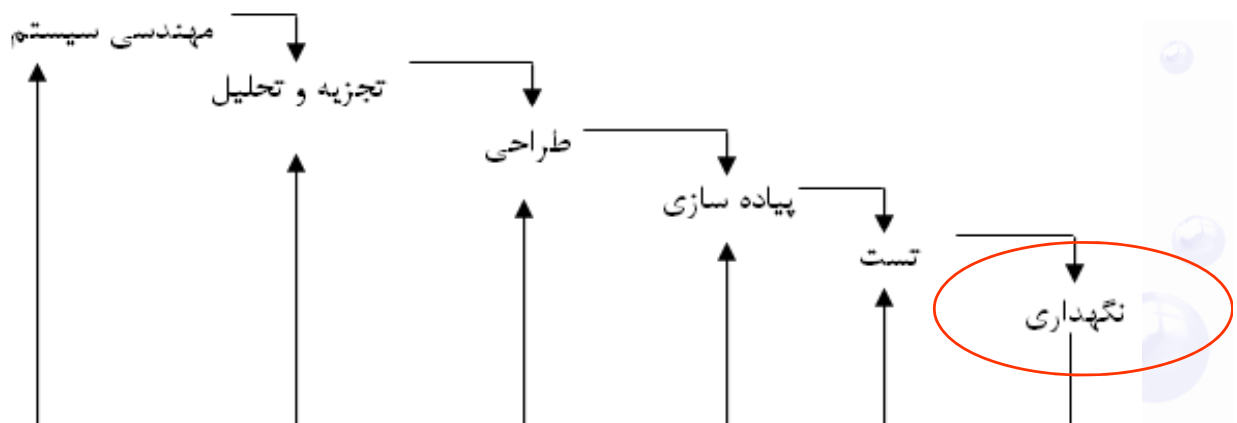 مهندسی سیستم
تجزیه و تحلیل
طراحی
پیاده سازی
تست
نگهداری